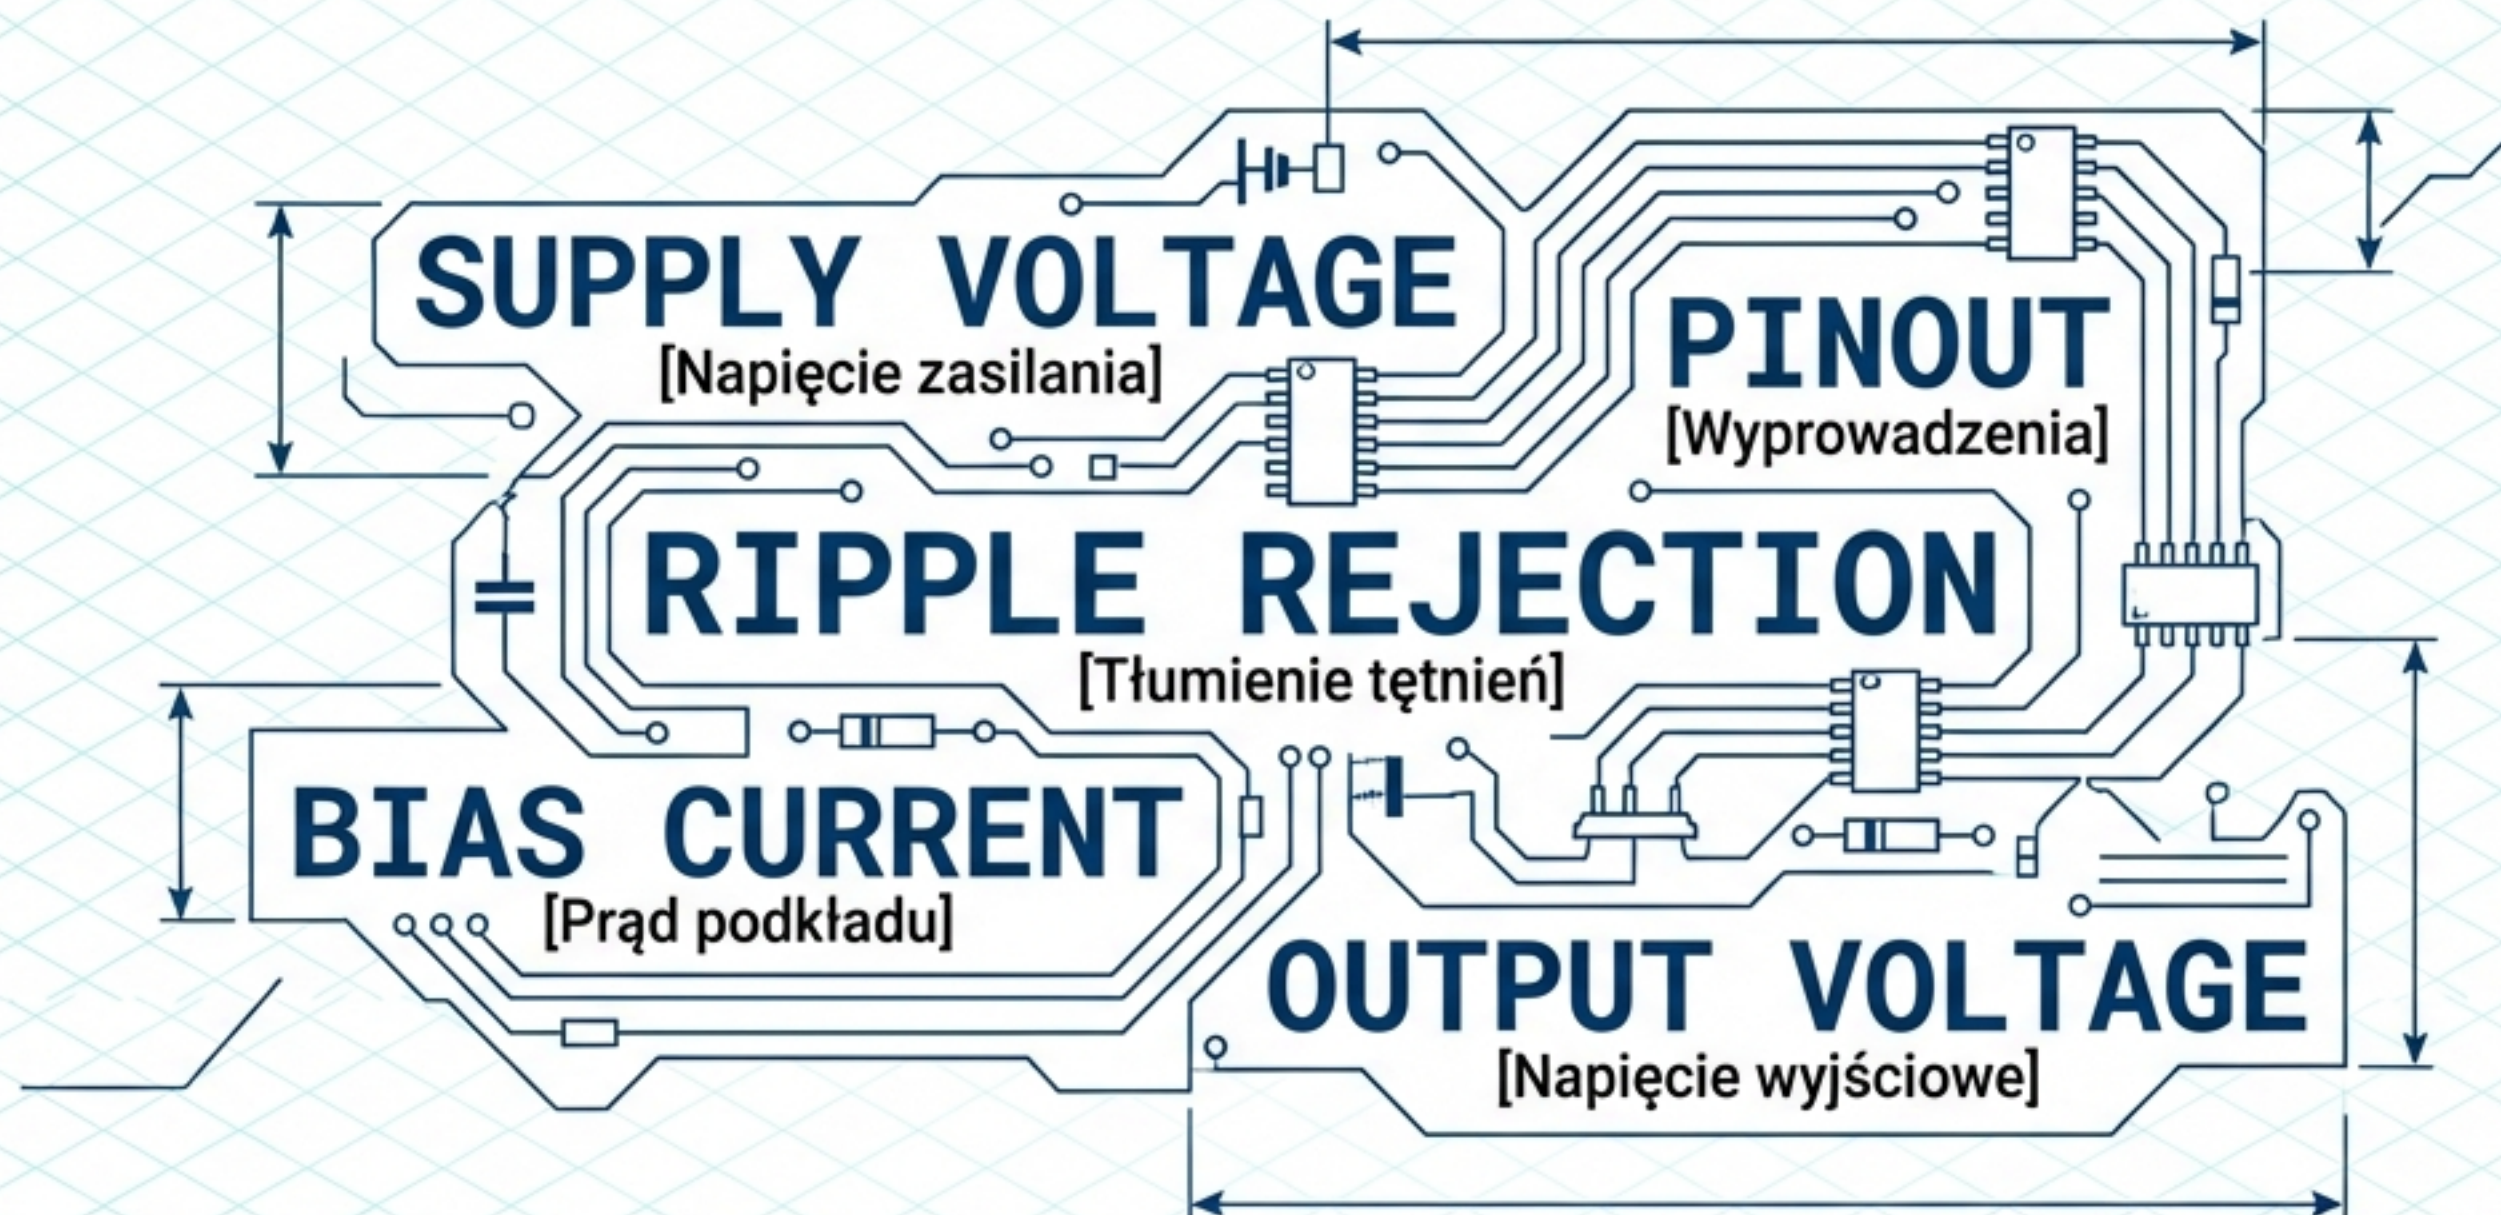 SUPPLY VOLTAGE
[Napięcie zasilania]
PINOUT
[Wyprowadzenia]
RIPPLE REJECTION
[Tłumienie tętnień]
BIAS CURRENT
[Prąd podkładu]
OUTPUT VOLTAGE
[Napięcie wyjściowe]